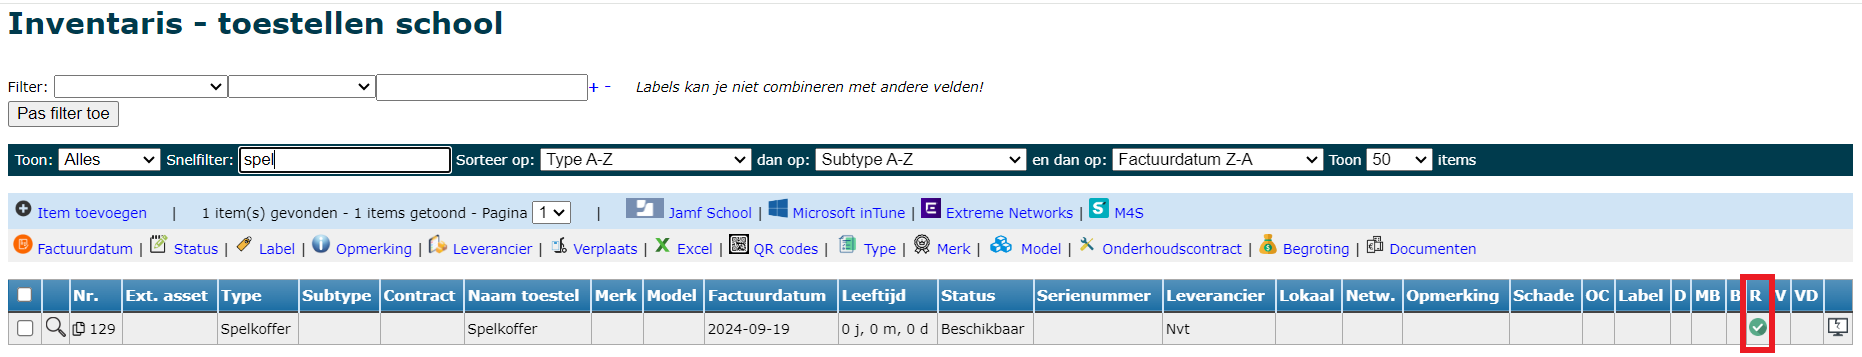 Inventaris - toestellen school
Filter: + - Labels kan je niet combineren met andere velden!
Pas filter toe
Toon: Alles Snelfilter: spel Sorteer op: Type A-Z dan op: Subtype A-Z en dan op: Factuurdatum Z-A Toon 50 items
Item toevoegen | 1 item(s) gevonden - 1 items getoond - Pagina 1 | Jamf School | Microsoft inTune | Extreme Networks | M4S
Factuurdatum | Status | Label | Opmerking | Leverancier | Verplaats | Excel | QR codes | Type | Merk | Model | Onderhoudscontract | Begroting | Documenten
Nr. Ext. asset Type Subtype Contract Naam toestel Merk Model Factuurdatum Leeftijd Status Serienummer Leverancier Lokaal Netw. Opmerking Schade OC Label D MB B R V VD
129 Spelkoffer Spelkoffer 2024-09-19 0 j, 0 m, 0 d Beschikbaar Nvt